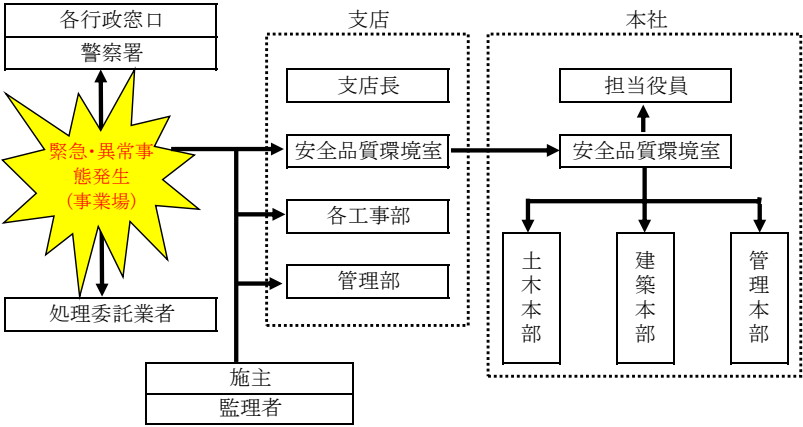 各行政窓口
警察署
緊急・異常事
態発生
(事業場)
処理委託業者
施主
監理者
支店
支店長
安全品質環境室
各工事部
管理部
本社
担当役員
安全品質環境室
土木本部
建築本部
管理本部